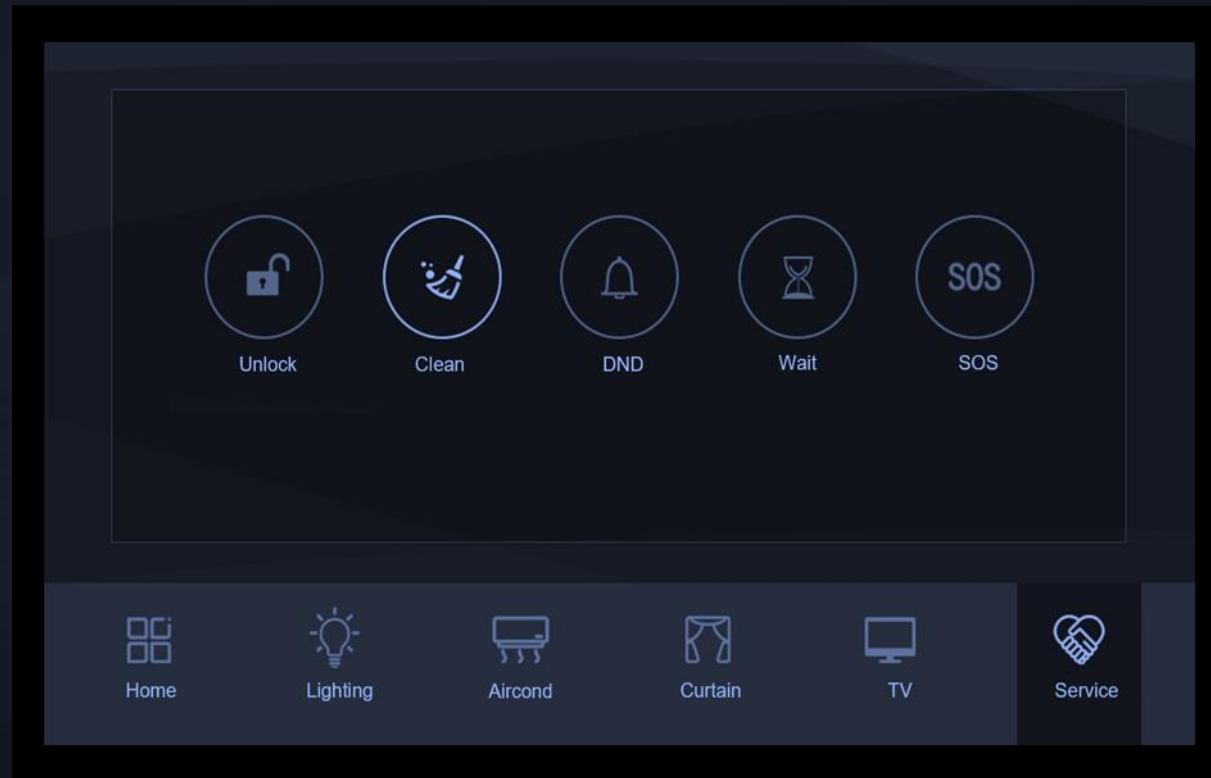 SOS
Unlock
Clean
DND
Wait
SOS
Home
Lighting
Aircond
Curtain
TV
Service